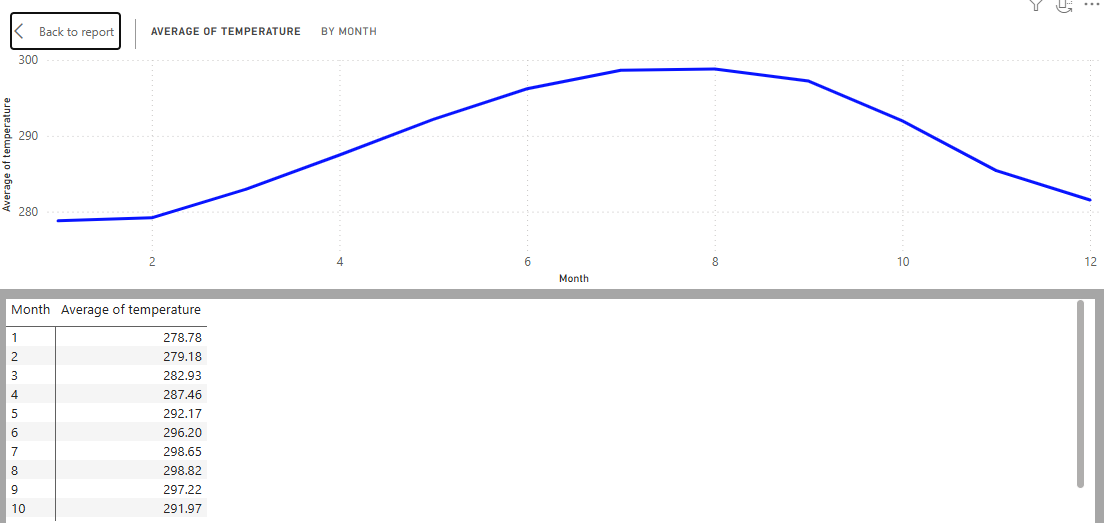 Back to report
AVERAGE OF TEMPERATURE BY MONTH
300
290
280
Average of temperature
2 4 6 8 10 12
Month
Month Average of temperature
1 278.78
2 279.18
3 282.93
4 287.46
5 292.17
6 296.20
7 298.65
8 298.82
9 297.22
10 291.97